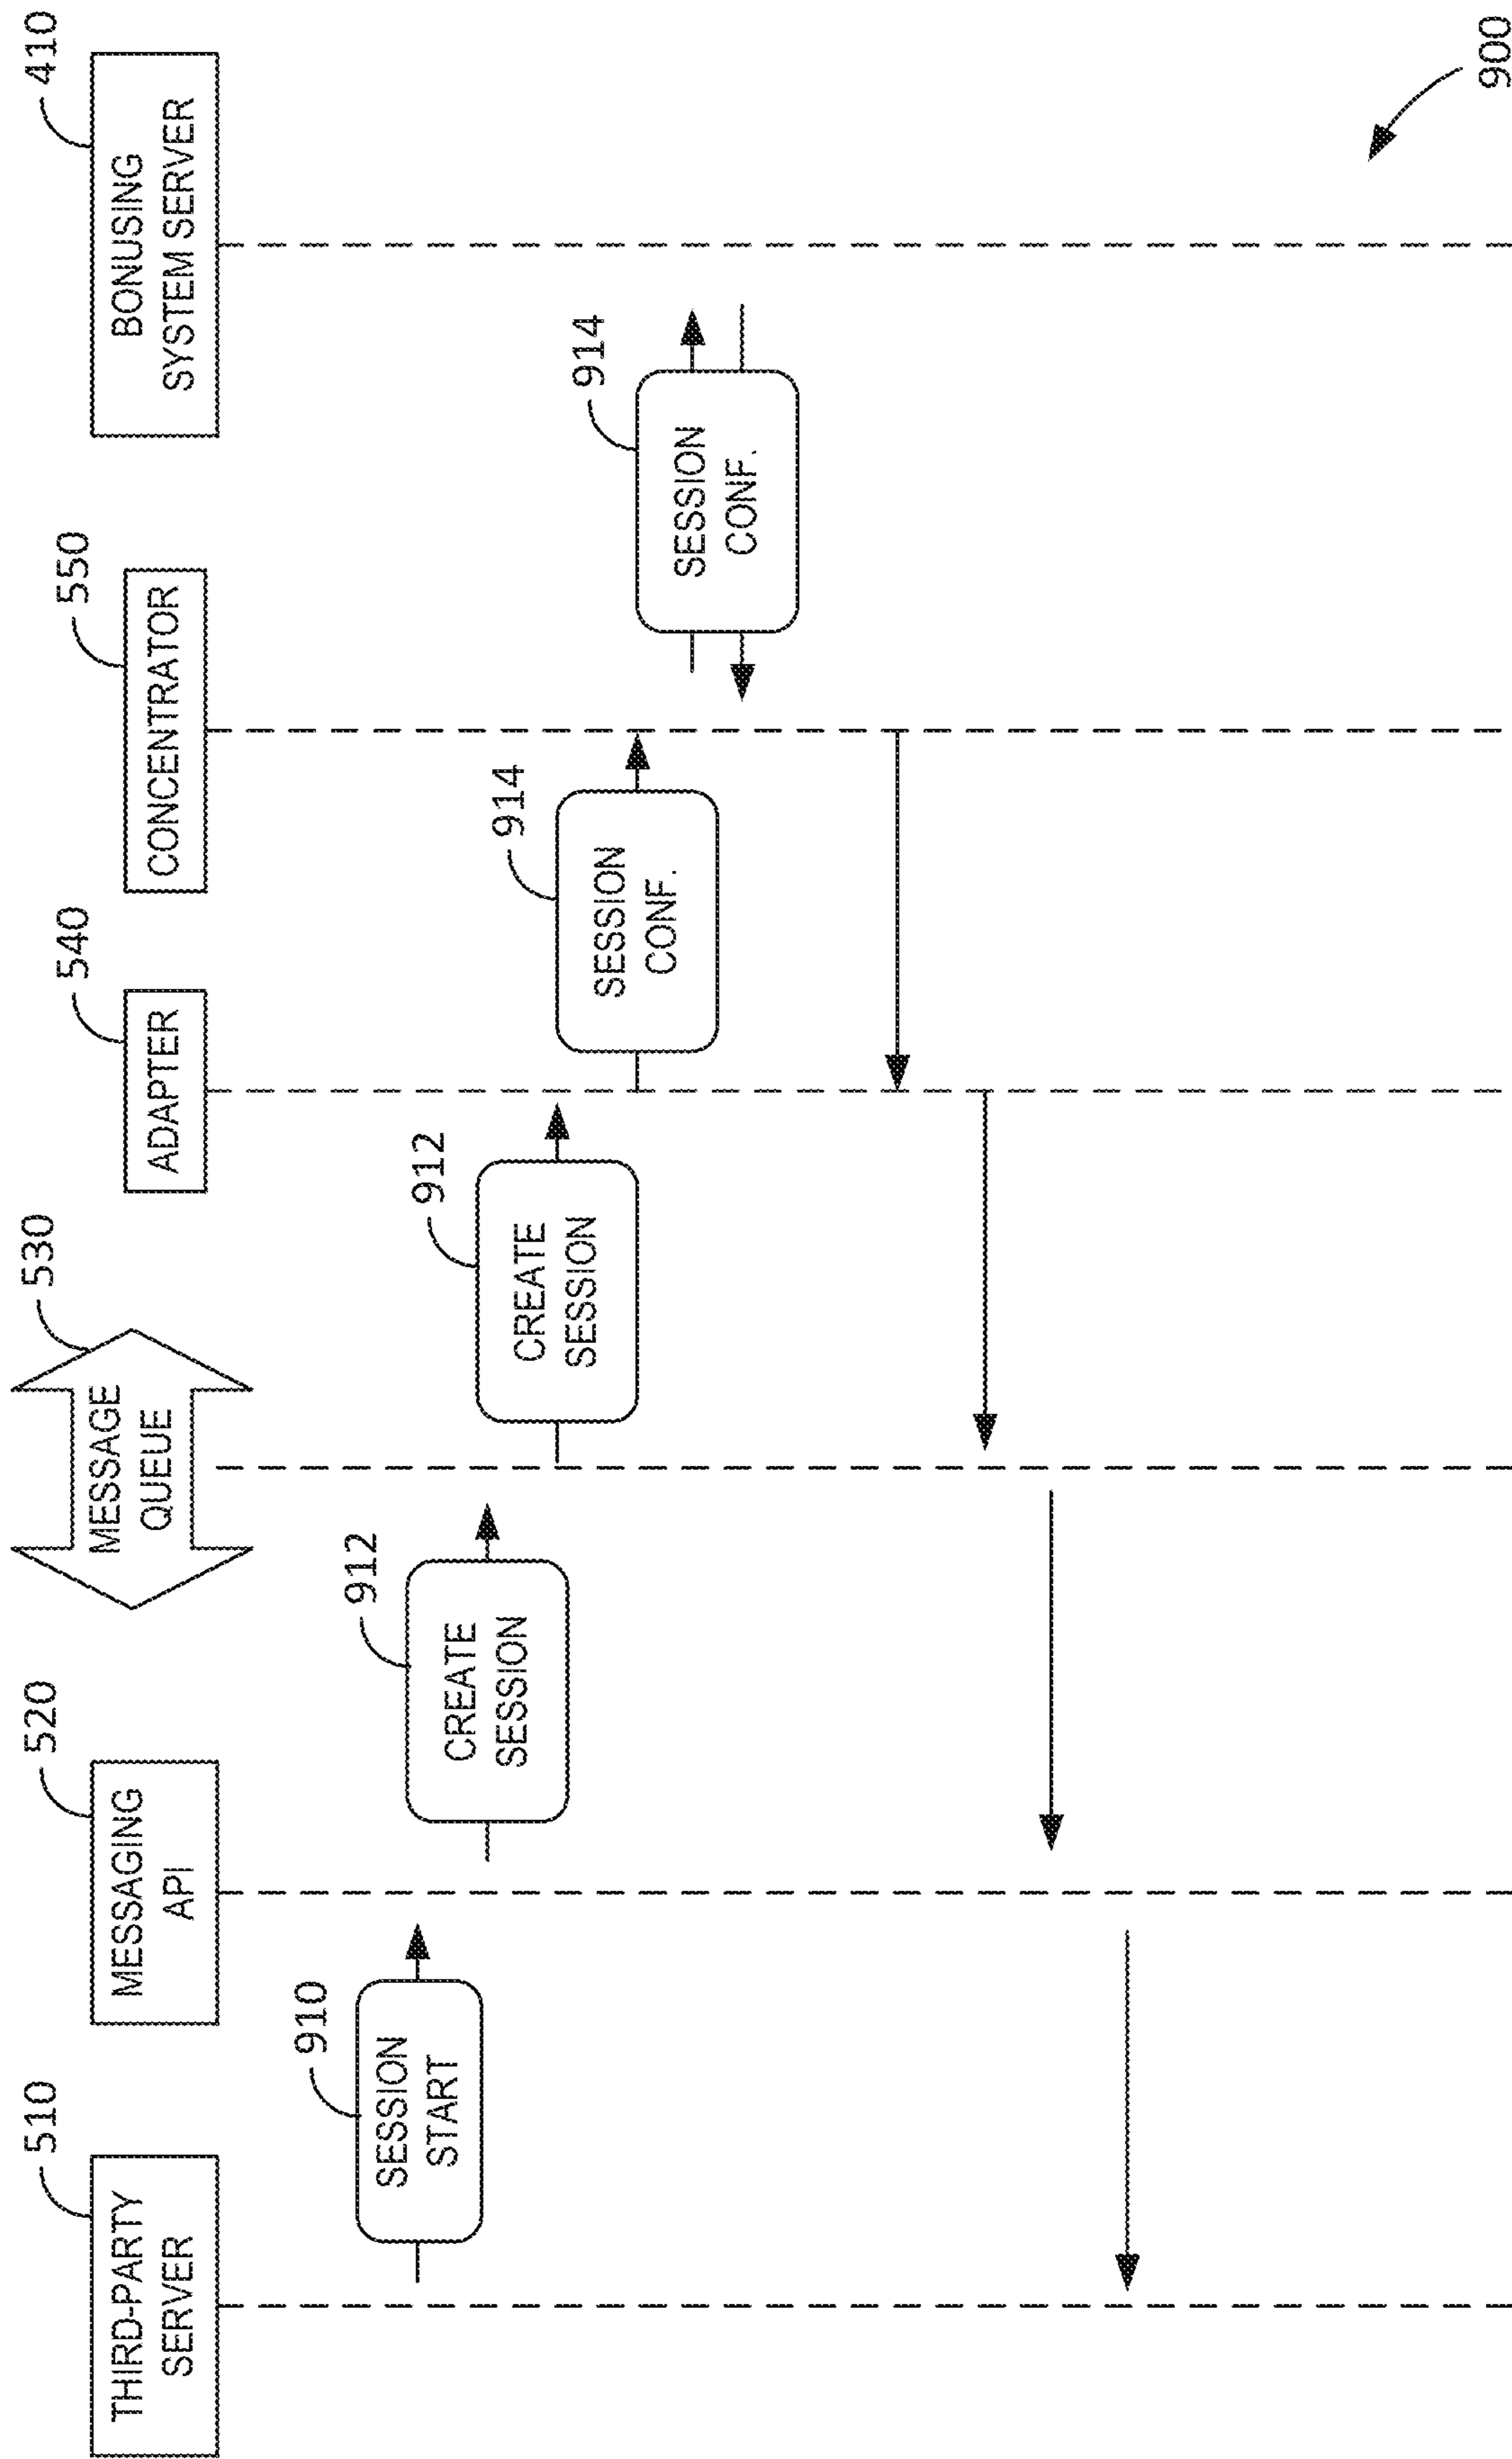 510
THIRD-PARTY
SERVER
520
MESSAGING
API
530
MESSAGE
QUEUE
540
ADAPTER
550
CONCENTRATOR
410
BONUSING
SYSTEM SERVER
910
SESSION
START
912
CREATE
SESSION
912
CREATE
SESSION
914
SESSION
CONF.
914
SESSION
CONF.
900